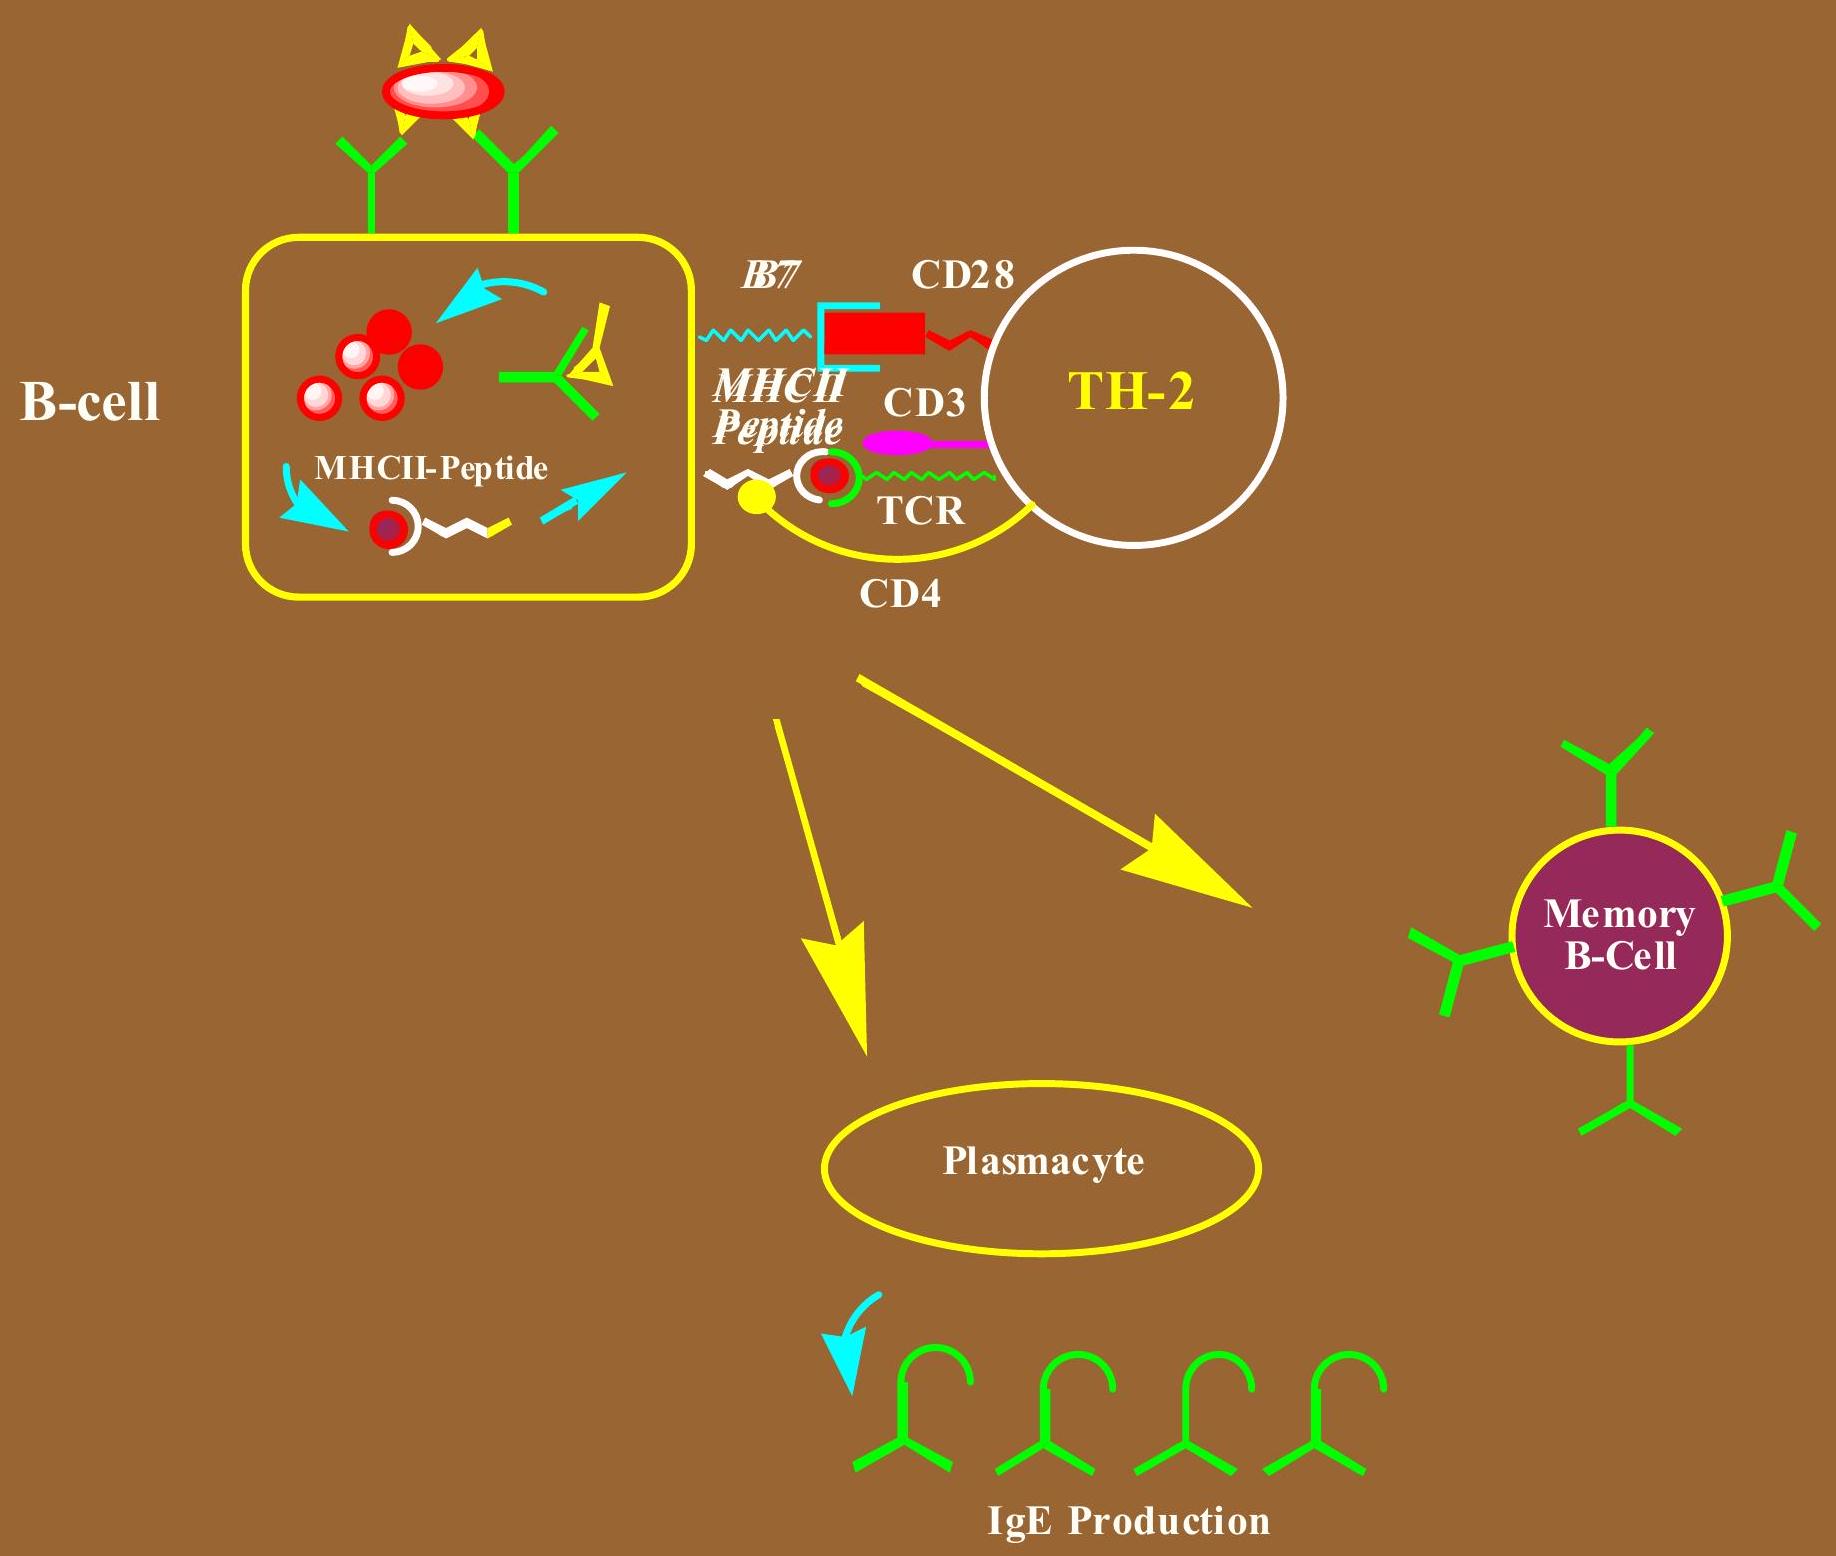 B7
CD28
MHCII
Peptide
CD3
TH-2
B-cell
MHCII-Peptide
TCR
CD4
Memory
B-Cell
Plasmacyte
IgE Production